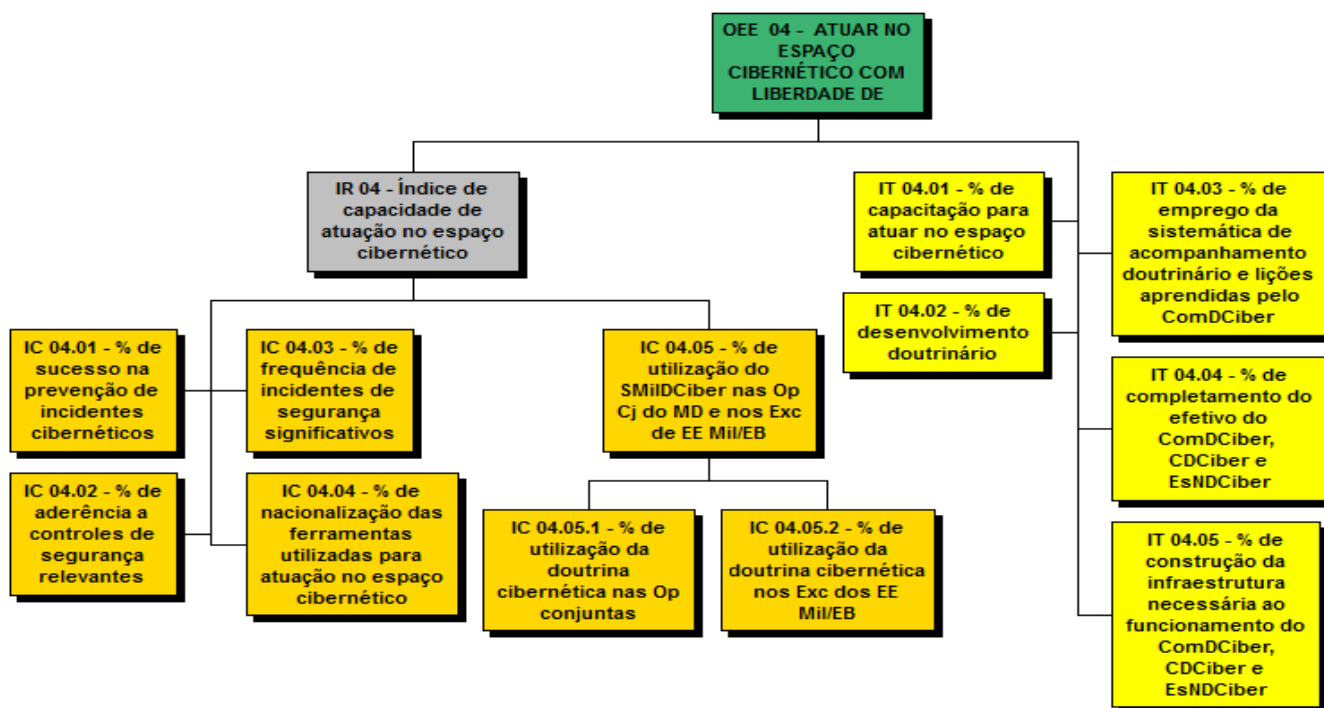 OEE 04 - ATUAR NO
ESPAÇO
CIBERNÉTICO COM
LIBERDADE DE
IR 04 - Índice de
capacidade de
atuação no espaço
cibernético
IT 04.01 - % de
capacitação para
atuar no espaço
cibernético
IT 04.03 - % de
emprego da
sistemática de
acompanhamento
doutrinário e lições
aprendidas pelo
ComDCiber
IT 04.02 - % de
desenvolvimento
doutrinário
IC 04.01 - % de
sucesso na
prevenção de
incidentes
cibernéticos
IC 04.03 - % de
frequência de
incidentes de
segurança
significativos
IC 04.05 - % de
utilização do
SMilDCiber nas Op
Cj do MD e nos Exc
de EE Mil/EB
IT 04.04 - % de
completamento do
efetivo do
ComDCiber,
CDCiber e
EsNDCiber
IC 04.02 - % de
aderência a
controles de
segurança
relevantes
IC 04.04 - % de
nacionalização das
ferramentas
utilizadas para
atuação no espaço
cibernético
IC 04.05.1 - % de
utilização da
doutrina
cibernética nas Op
conjuntas
IC 04.05.2 - % de
utilização da
doutrina cibernética
nos Exc dos EE
Mil/EB
IT 04.05 - % de
construção da
infraestrutura
necessária ao
funcionamento do
ComDCiber,
CDCiber e
EsNDCiber